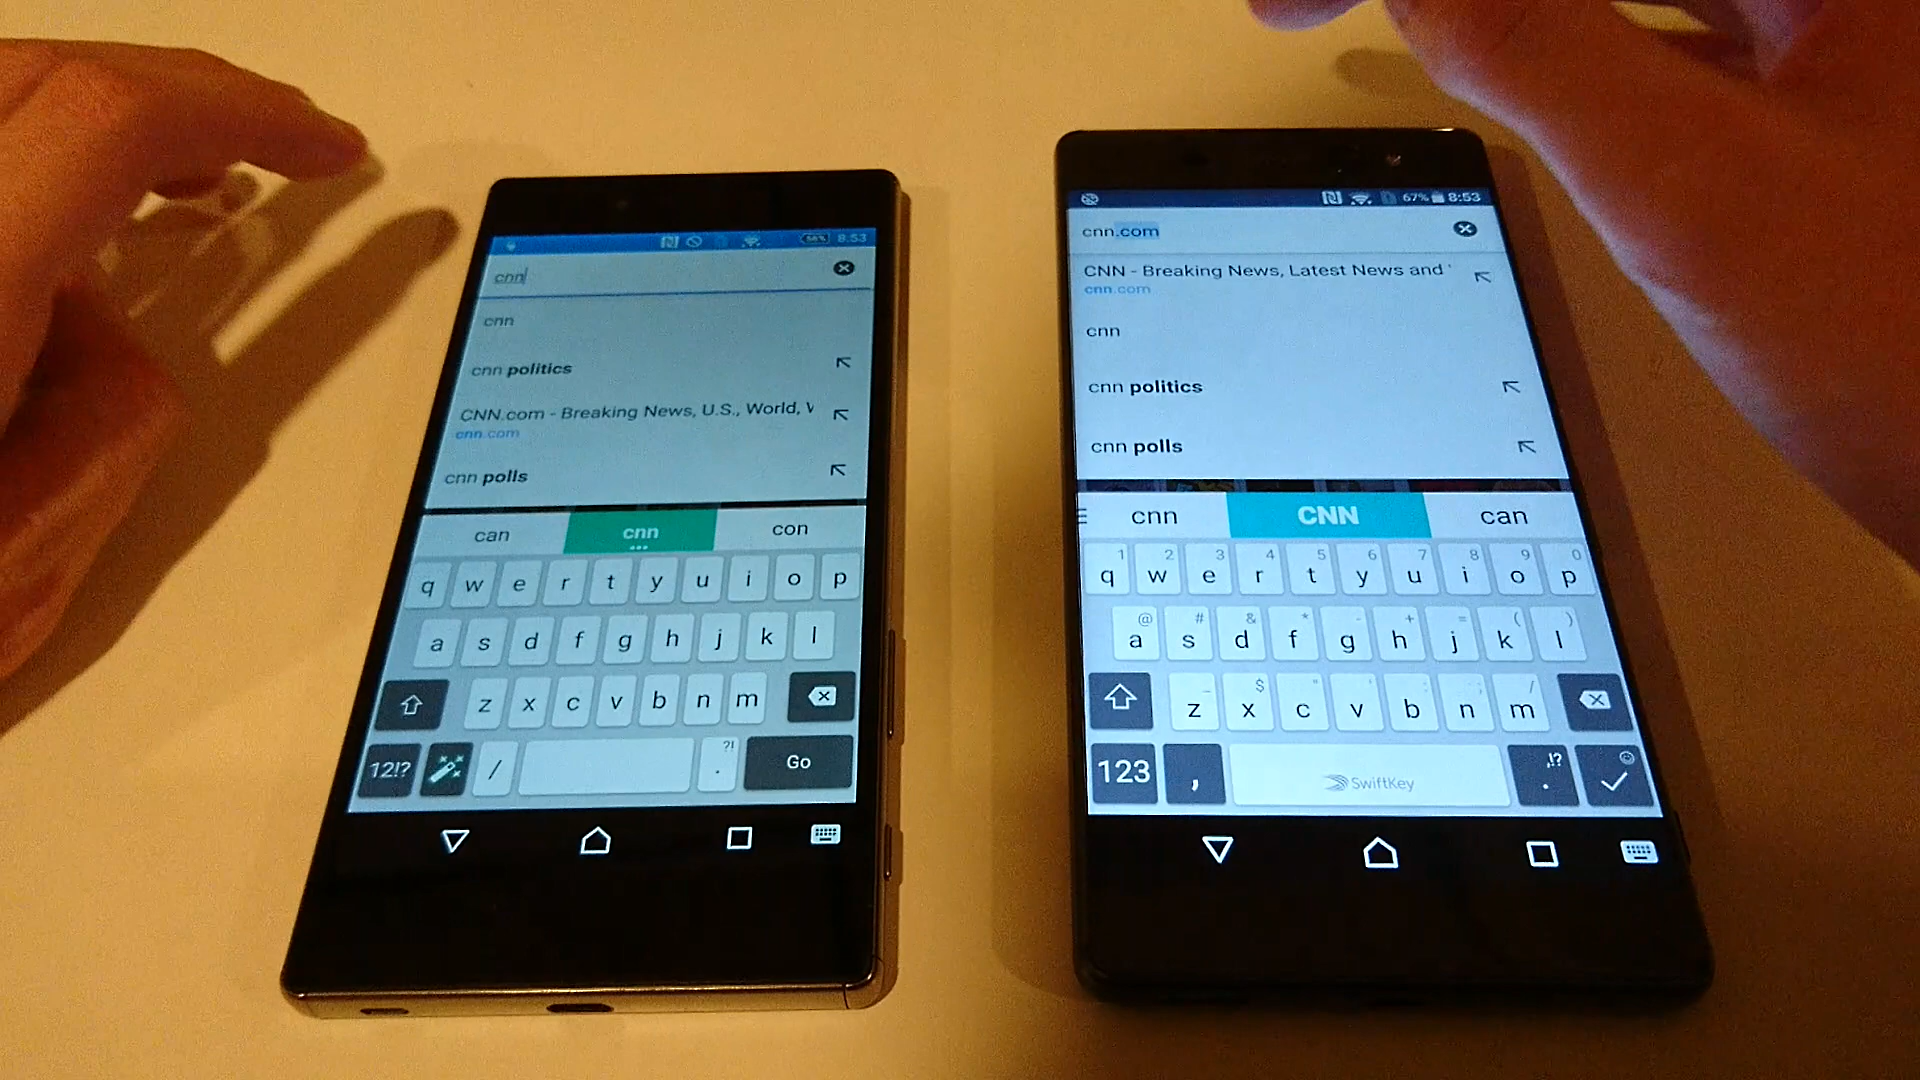 56% 8:53
cnn
cnn
cnn politics
CNN.com - Breaking News, U.S., World, W
cnn.com
cnn polls
can cnn con
q w e r t y u i o p
a s d f g h j k l
z x c v b n m
12!? / . ?! Go
67% 8:53
cnn.com
CNN - Breaking News, Latest News and
cnn.com
cnn
cnn politics
cnn polls
cnn CNN can
1 2 3 4 5 6 7 8 9 0
q w e r t y u i o p
@ # & * - + = ( )
a s d f g h j k l
z x c v b n m
123 , SwiftKey . ,!?